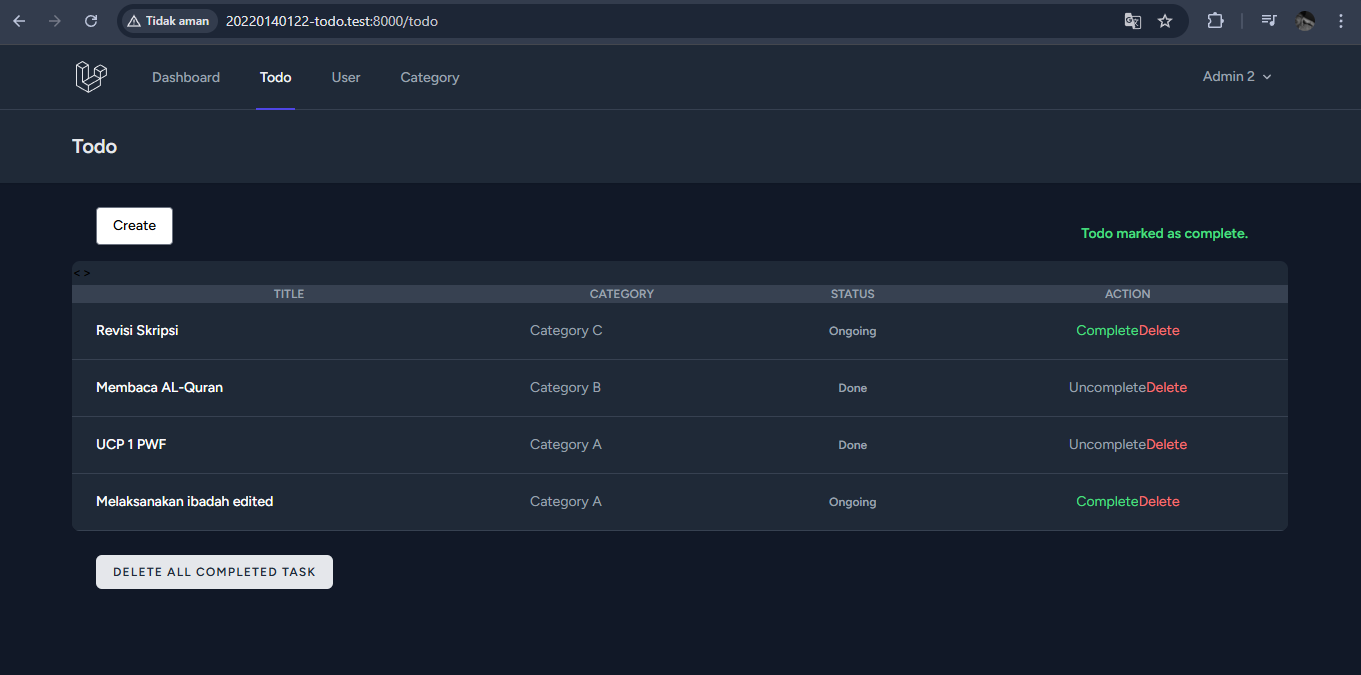 Tidak aman 20220140122-todo.test:8000/todo
Dashboard Todo User Category Admin 2
Todo
Create
Todo marked as complete.
< >
TITLE CATEGORY STATUS ACTION
Revisi Skripsi Category C Ongoing CompleteDelete
Membaca AL-Quran Category B Done UncompleteDelete
UCP 1 PWF Category A Done UncompleteDelete
Melaksanakan ibadah edited Category A Ongoing CompleteDelete
DELETE ALL COMPLETED TASK